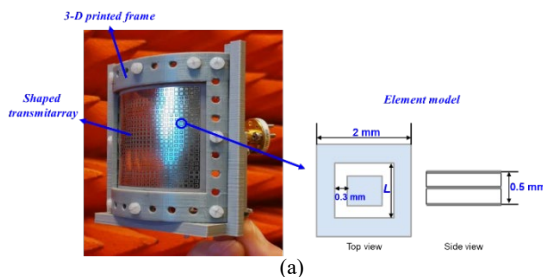 3-D printed frame
Shaped
transmitarray
Element model
2 mm
0.3 mm
L
0.5 mm
Top view
Side view
(a)